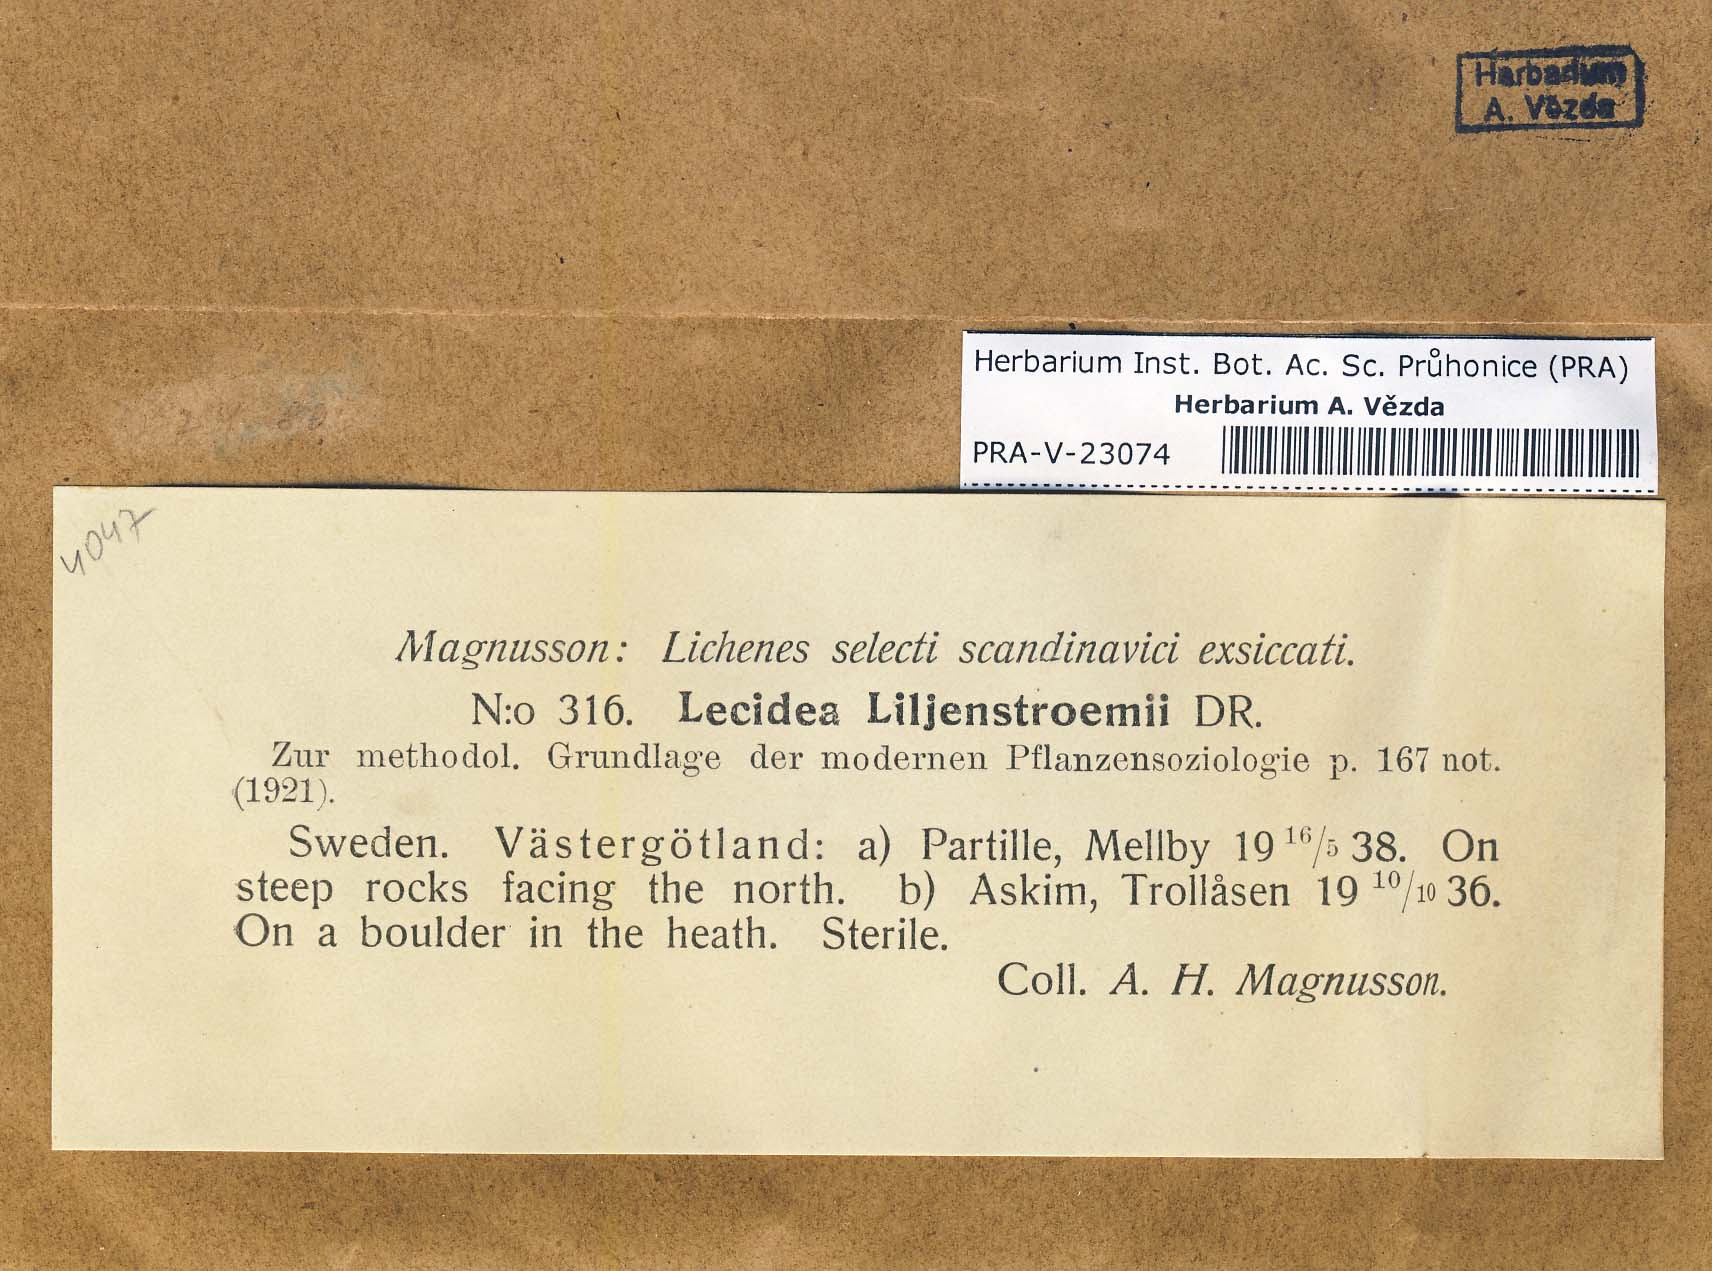 Herbarium
A. Vězda
Herbarium Inst. Bot. Ac. Sc. Průhonice (PRA)
Herbarium A. Vězda
PRA-V-23074
4047
Magnusson: Lichenes selecti scandinavici exsiccati.
N:o 316. Lecidea Liljenstroemii DR.
Zur methodol. Grundlage der modernen Pflanzensoziologie p. 167 not.
(1921).
Sweden. Västergötland: a) Partille, Mellby 19 16/5 38. On
steep rocks facing the north. b) Askim, Trollåsen 19 10/10 36.
On a boulder in the heath. Sterile.
Coll. A. H. Magnusson.